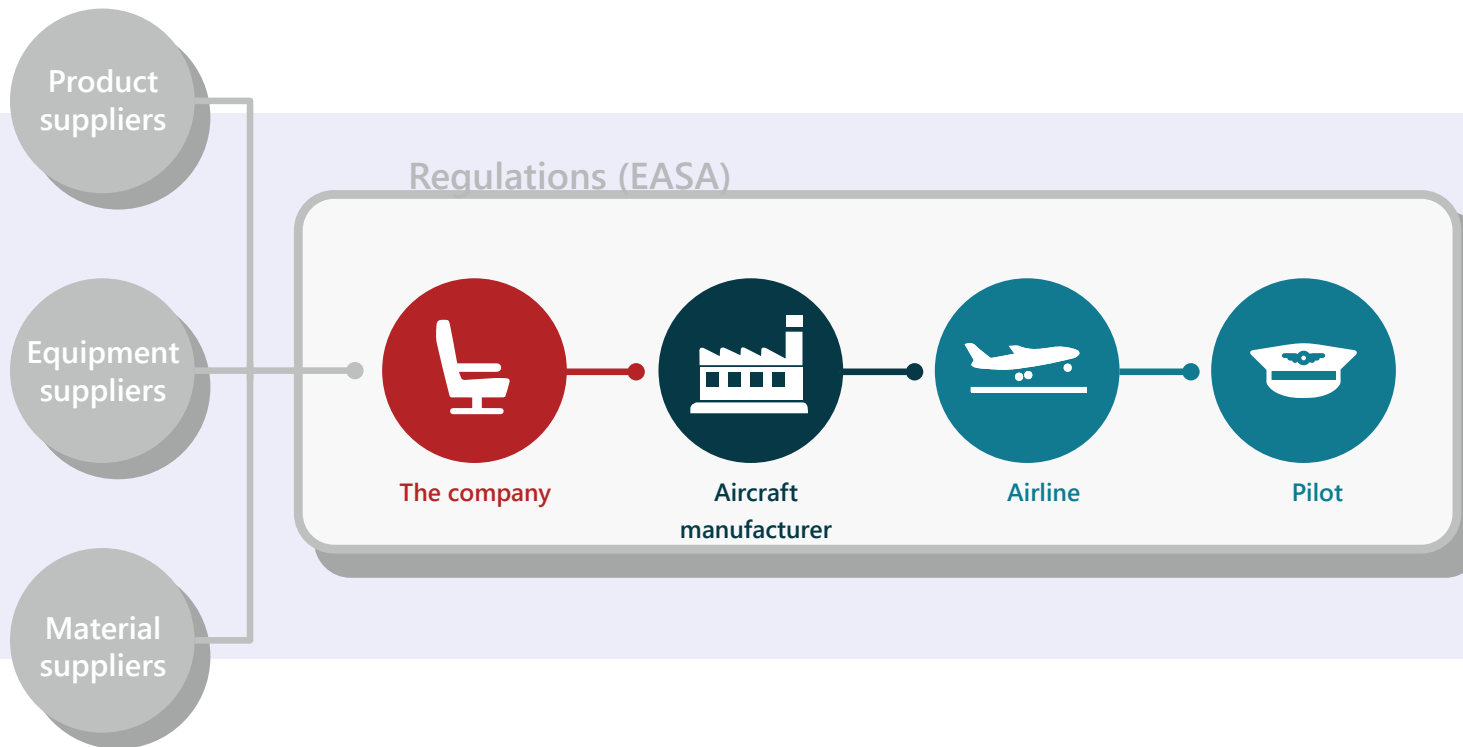 Product
suppliers
Regulations (EASA)
Equipment
suppliers
The company
Aircraft
manufacturer
Airline
Pilot
Material
suppliers